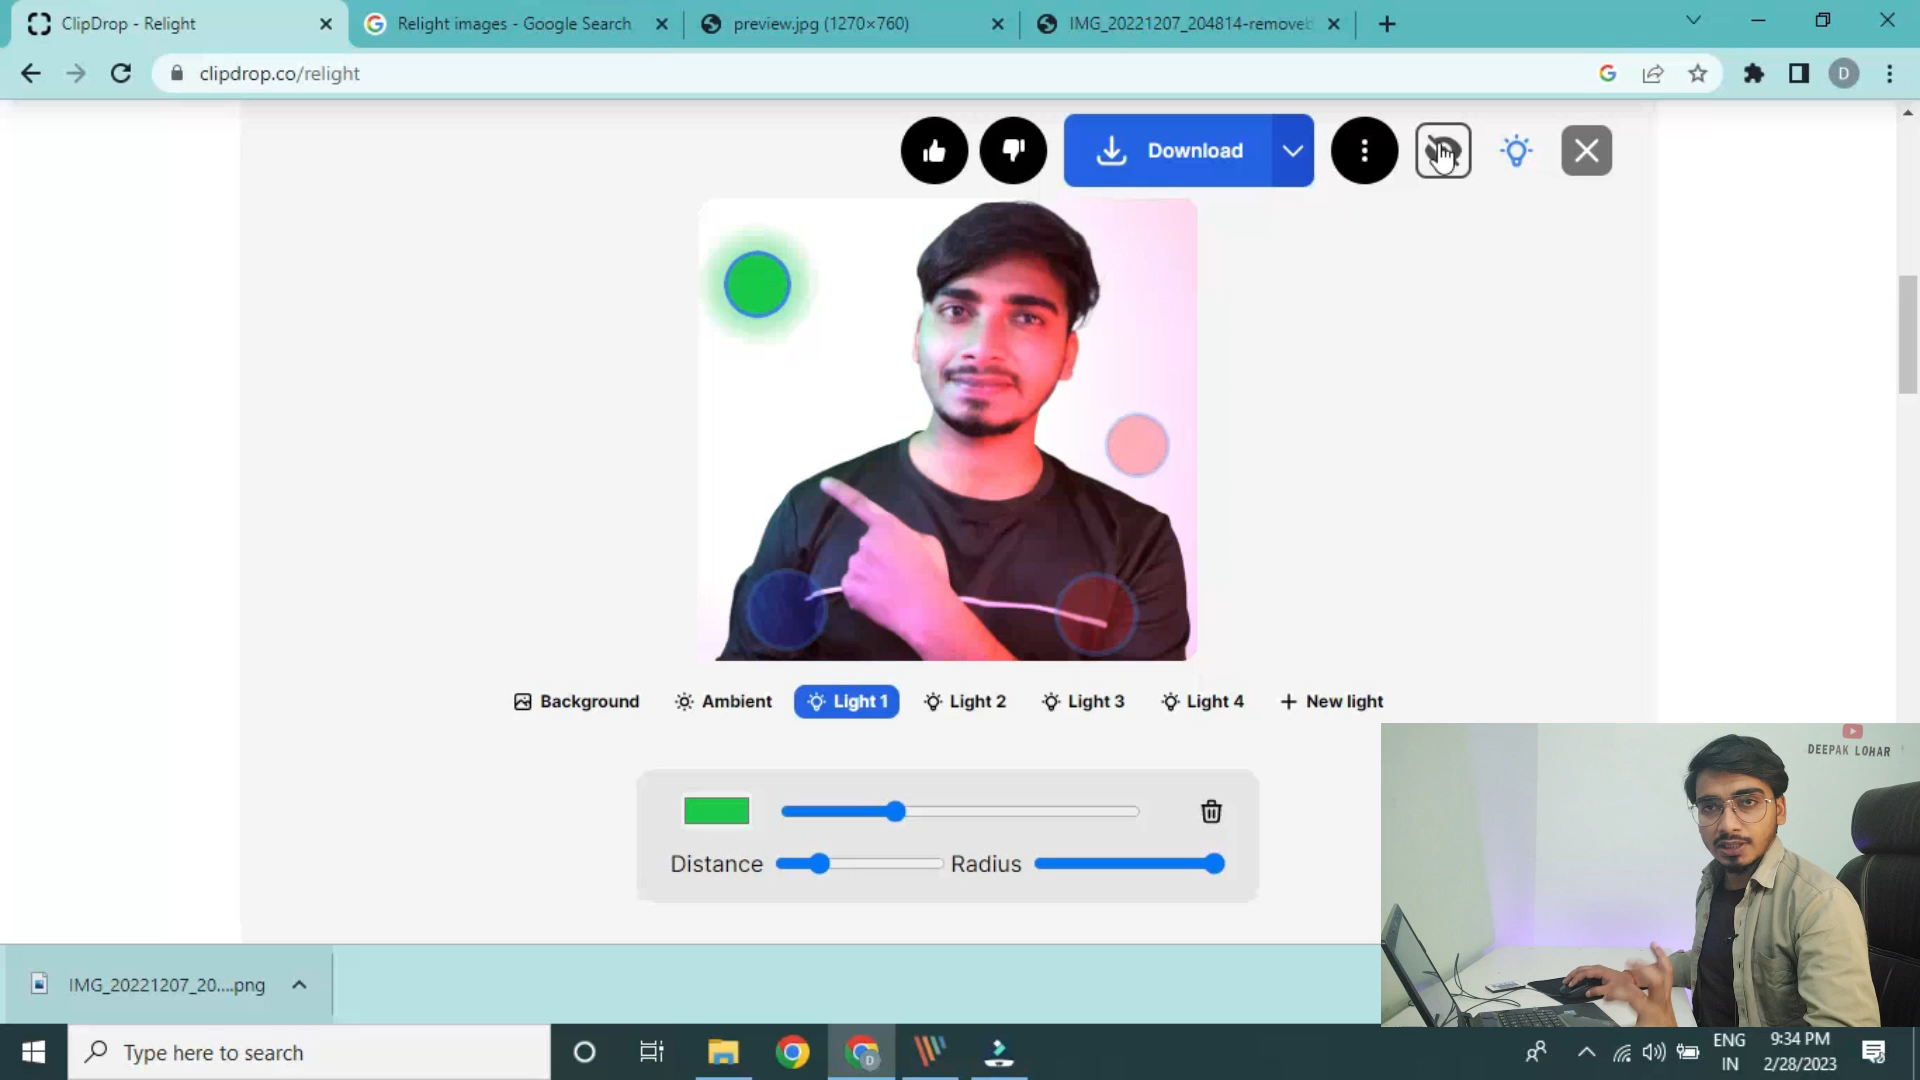 ClipDrop - Relight
Relight images - Google Search
preview.jpg (1270×760)
IMG_20221207_204814-removeb
clipdrop.co/relight
D
Download
Background
Ambient
Light 1
Light 2
Light 3
Light 4
New light
Distance
Radius
DEEPAK LOHAR
IMG_20221207_20....png
Type here to search
D
ENG
IN
9:34 PM
2/28/2023